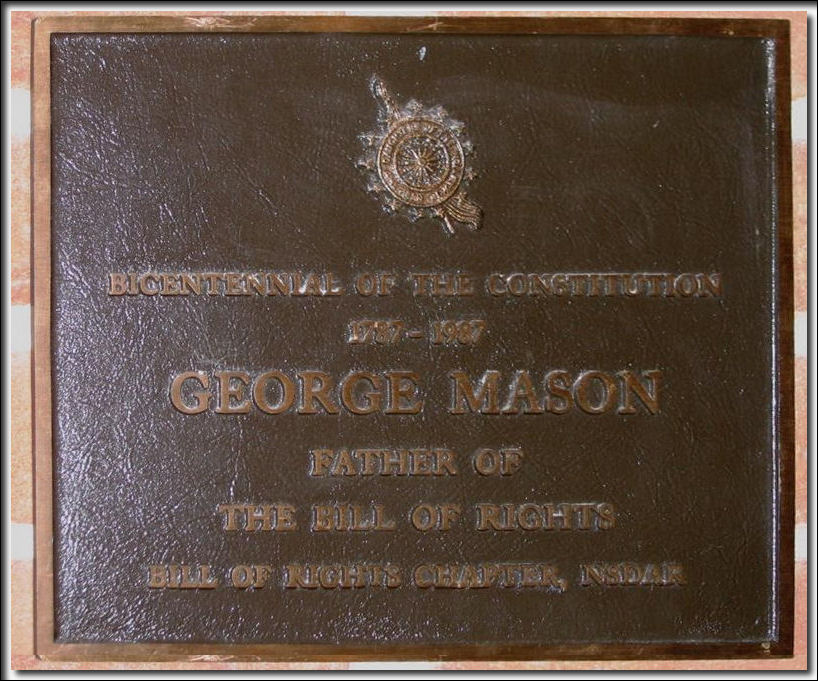 BICENTENNIAL OF THE CONSTITUTION
1787 – 1987
GEORGE MASON
FATHER OF
THE BILL OF RIGHTS
BILL OF RIGHTS CHAPTER, NSDAR